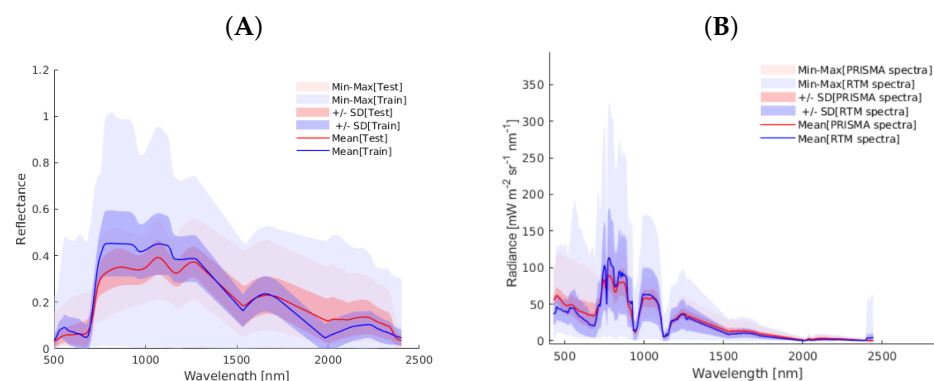 (A)
(B)
1.2
1
0.8
0.6
0.4
0.2
0
Reflectance
Min-Max[Test]
Min-Max[Train]
+/- SD[Test]
+/- SD[Train]
Mean[Test]
Mean[Train]
500 1000 1500 2000 2500
Wavelength [nm]
350
300
250
200
150
100
50
0
Radiance [mW m-2 sr-1 nm-1]
Min-Max[PRISMA spectra]
Min-Max[RTM spectra]
+/- SD[PRISMA spectra]
+/- SD[RTM spectra]
Mean[PRISMA spectra]
Mean[RTM spectra]
500 1000 1500 2000 2500
Wavelength [nm]